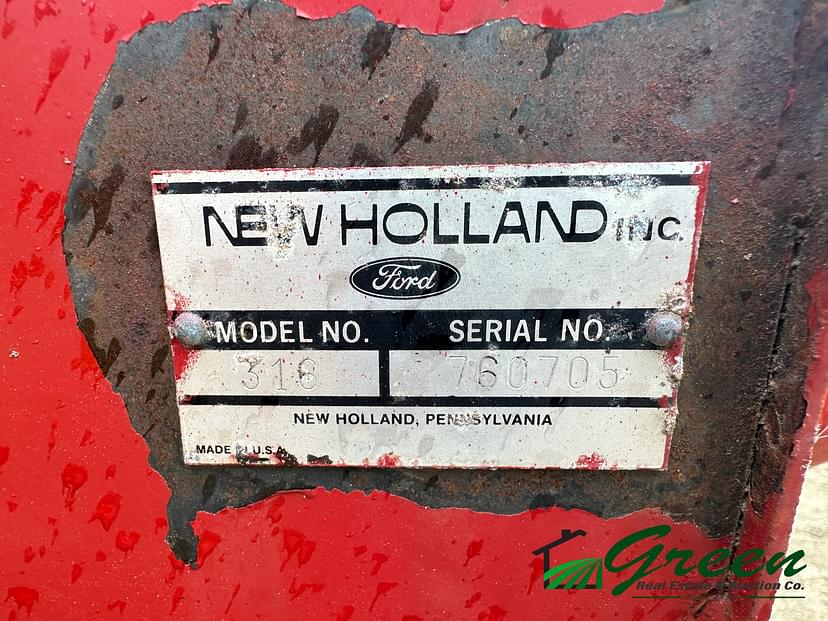 NEW HOLLAND INC.
Ford
MODEL NO. SERIAL NO.
318 760705
NEW HOLLAND, PENNSYLVANIA
MADE IN U.S.A.
Green
Real Estate & Auction Co.